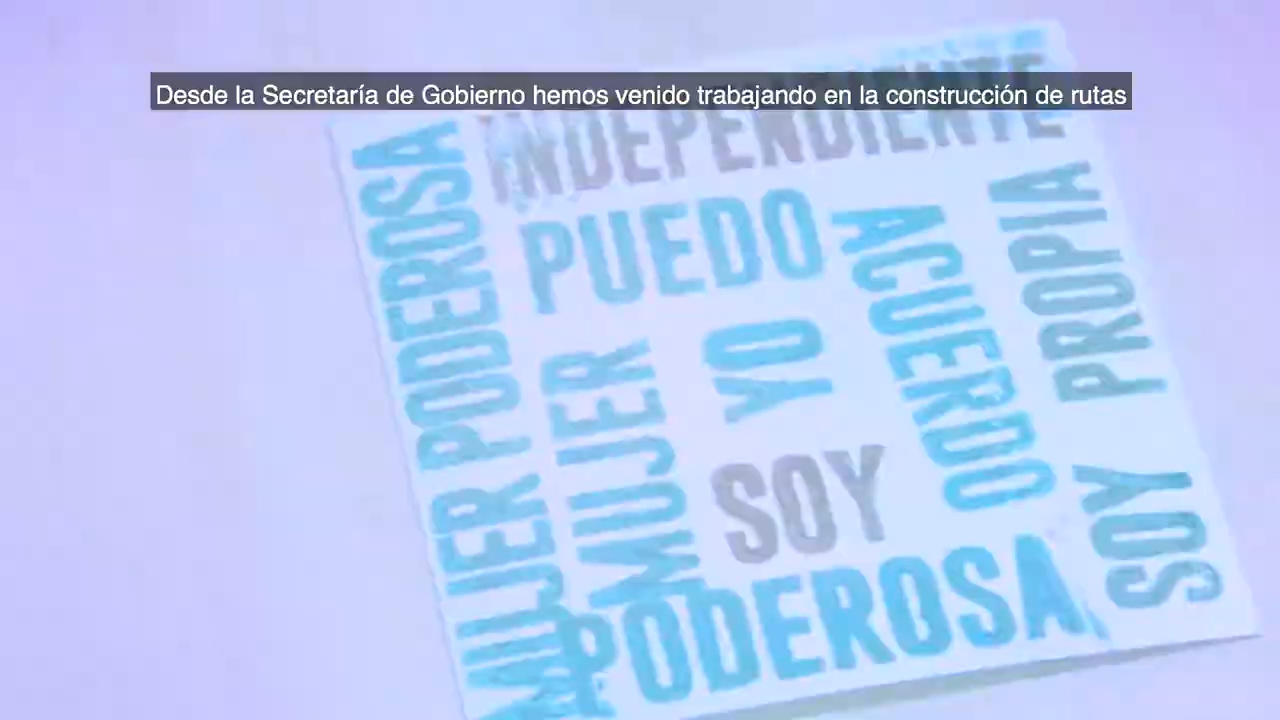 Desde la Secretaría de Gobierno hemos venido trabajando en la construcción de rutas
INDEPENDIENTE
MUJER PODEROSA
PUEDO
ACUERDO
SOY PROPIA
MUJER
YO
SOY
PODEROSA